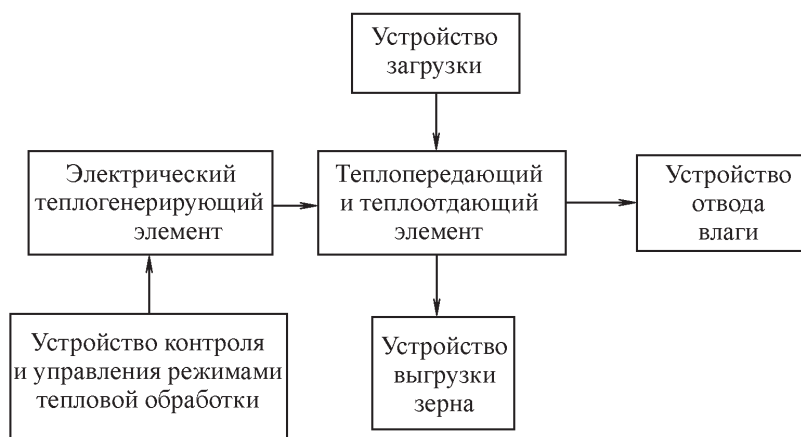 Устройство
загрузки
Электрический
теплогенерирующий
элемент
Теплопередающий
и теплоотдающий
элемент
Устройство
отвода
влаги
Устройство контроля
и управления режимами
тепловой обработки
Устройство
выгрузки
зерна